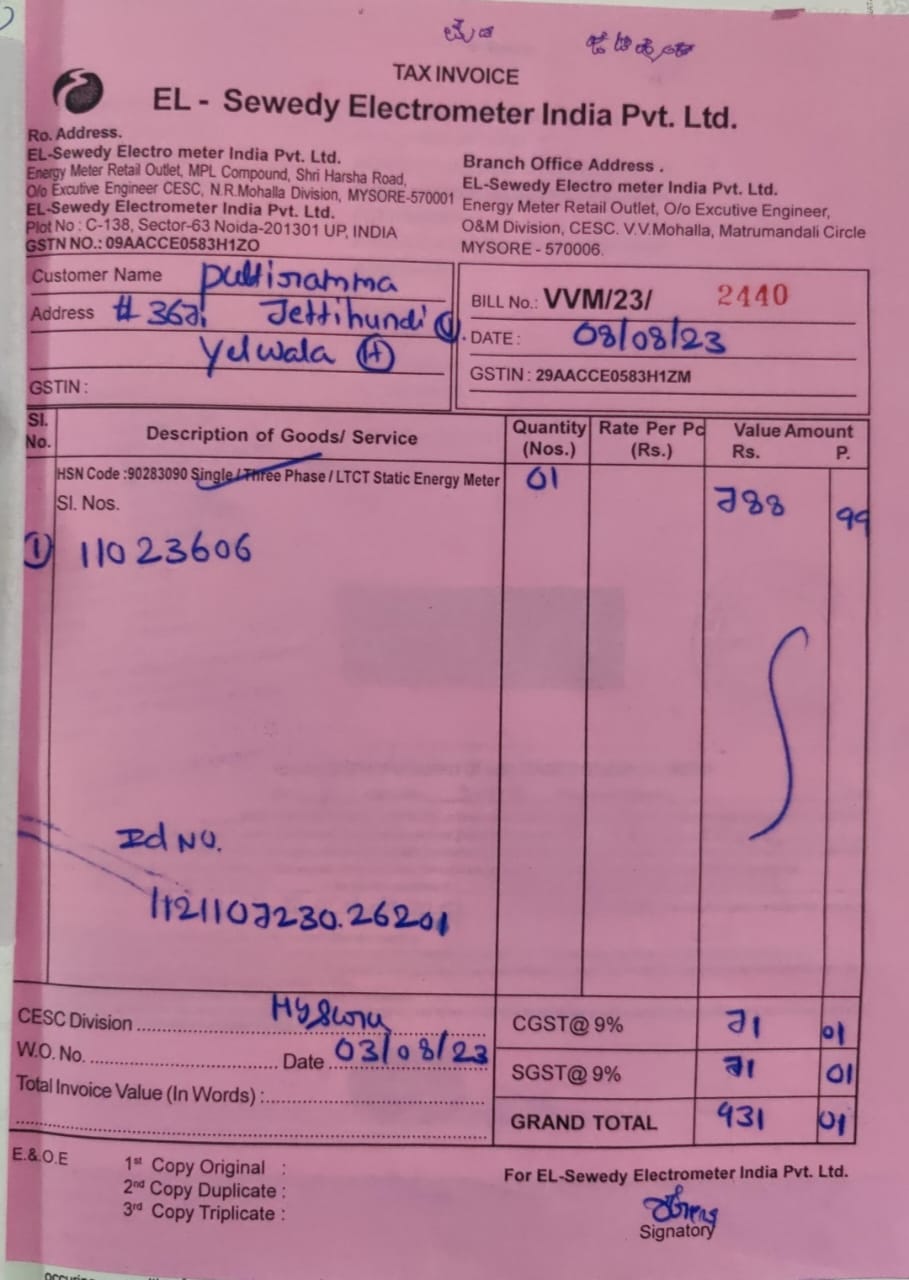 TAX INVOICE
EL - Sewedy Electrometer India Pvt. Ltd.
Ro. Address.
EL-Sewedy Electro meter India Pvt. Ltd.
Energy Meter Retail Outlet, MPL Compound, Shri Harsha Road,
O/o Excutive Engineer CESC, N.R.Mohalla Division, MYSORE-570001
EL-Sewedy Electrometer India Pvt. Ltd.
Plot No : C-138, Sector-63 Noida-201301 UP, INDIA
GSTN NO.: 09AACCE0583H1ZO
Branch Office Address .
EL-Sewedy Electro meter India Pvt. Ltd.
Energy Meter Retail Outlet, O/o Excutive Engineer,
O&M Division, CESC. V.V.Mohalla, Matrumandali Circle
MYSORE - 570006.
Customer Name
Address # 362, Jettihundi
Yelwala (H)
GSTIN :
BILL No.: VVM/23/ 2440
DATE : 08/08/23
GSTIN : 29AACCE0583H1ZM
Sl. No. Description of Goods/ Service Quantity (Nos.) Rate Per Pc (Rs.) Value Amount Rs. P.
HSN Code :90283090 Single / Three Phase / LTCT Static Energy Meter 01 788 99
Sl. Nos.
① 11023606
Id No.
CESC Division
W.O. No. Date 03/08/23
Total Invoice Value (In Words) :
CGST@ 9% 71 01
SGST@ 9% 71 01
GRAND TOTAL 931 01
E.& O.E
1st Copy Original :
2nd Copy Duplicate :
3rd Copy Triplicate :
For EL-Sewedy Electrometer India Pvt. Ltd.
Signatory